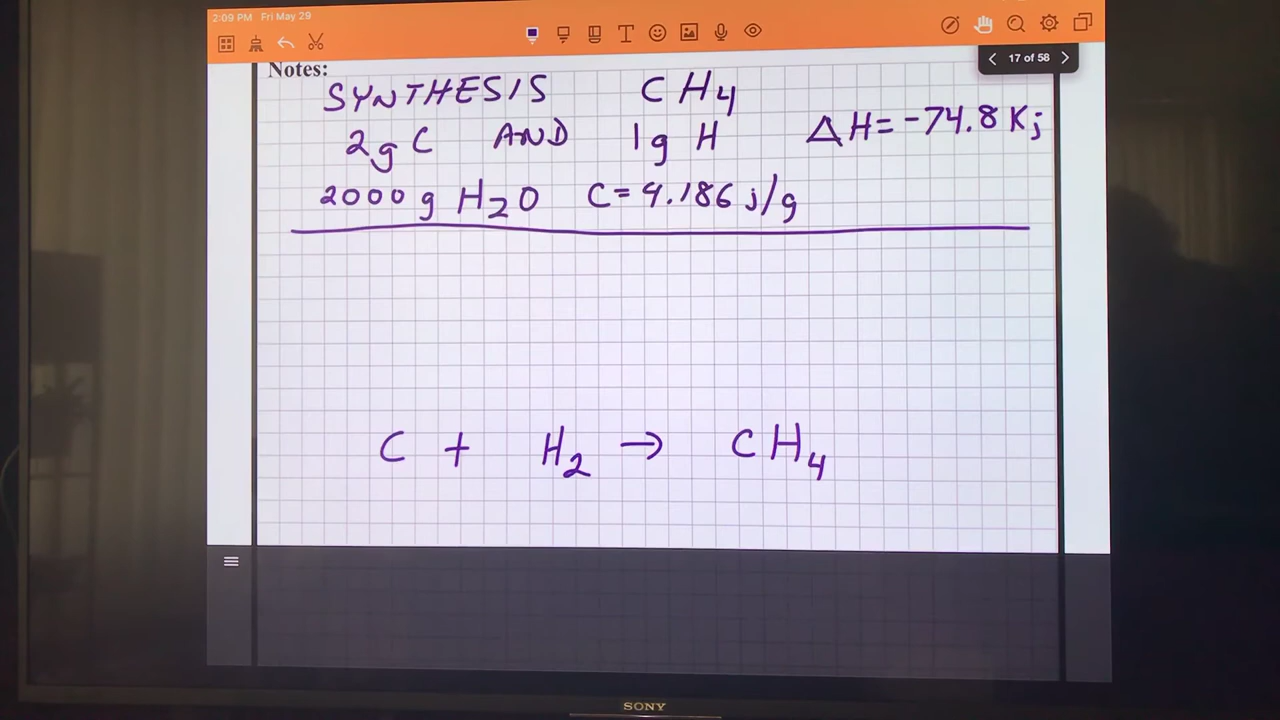 2:09 PM Fri May 29
17 of 58
Notes:
SYNTHESIS CH4
2g C AND 1g H ΔH = -74.8 Kj
2000 g H2O C = 4.186 j/g
C + H2 → CH4
SONY